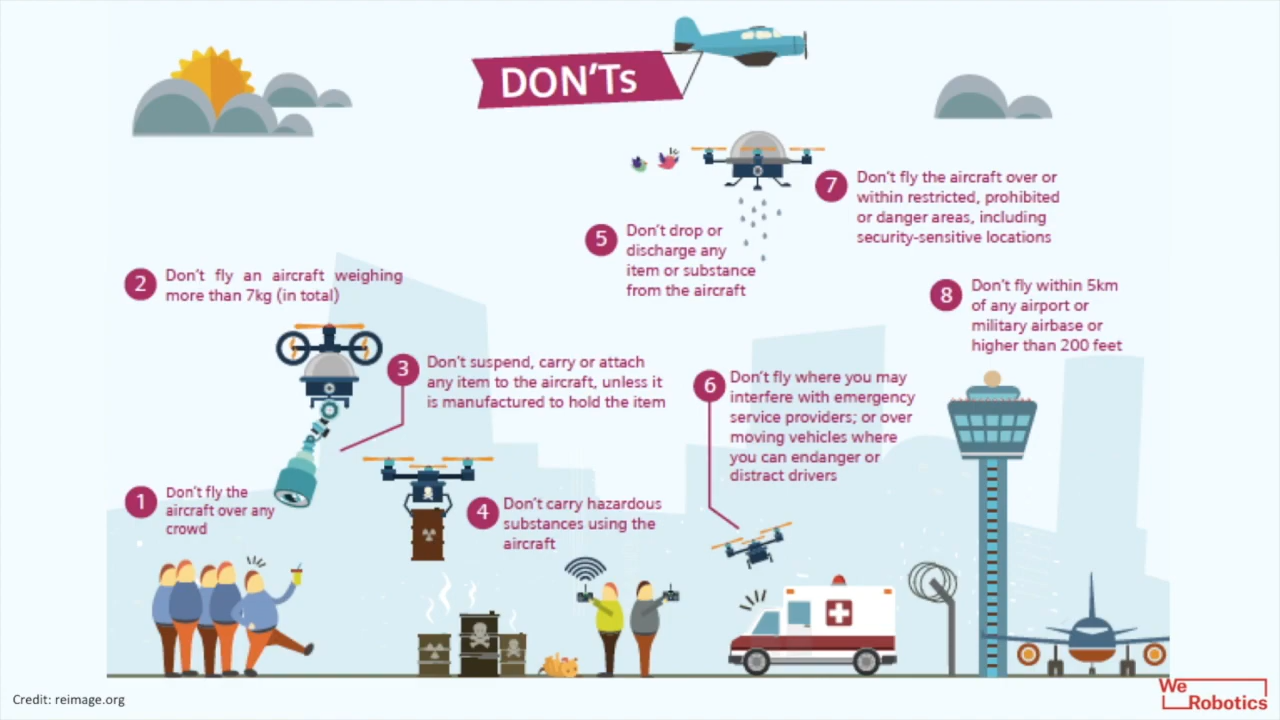 DON'Ts
1
Don't fly the
aircraft over any
crowd
2
Don't fly an aircraft weighing
more than 7kg (in total)
3
Don't suspend, carry or attach
any item to the aircraft, unless it
is manufactured to hold the item
4
Don't carry hazardous
substances using the
aircraft
5
Don't drop or
discharge any
item or substance
from the aircraft
6
Don't fly where you may
interfere with emergency
service providers; or over
moving vehicles where
you can endanger or
distract drivers
7
Don't fly the aircraft over or
within restricted, prohibited
or danger areas, including
security-sensitive locations
8
Don't fly within 5km
of any airport or
military airbase or
higher than 200 feet
Credit: reimage.org
We
Robotics